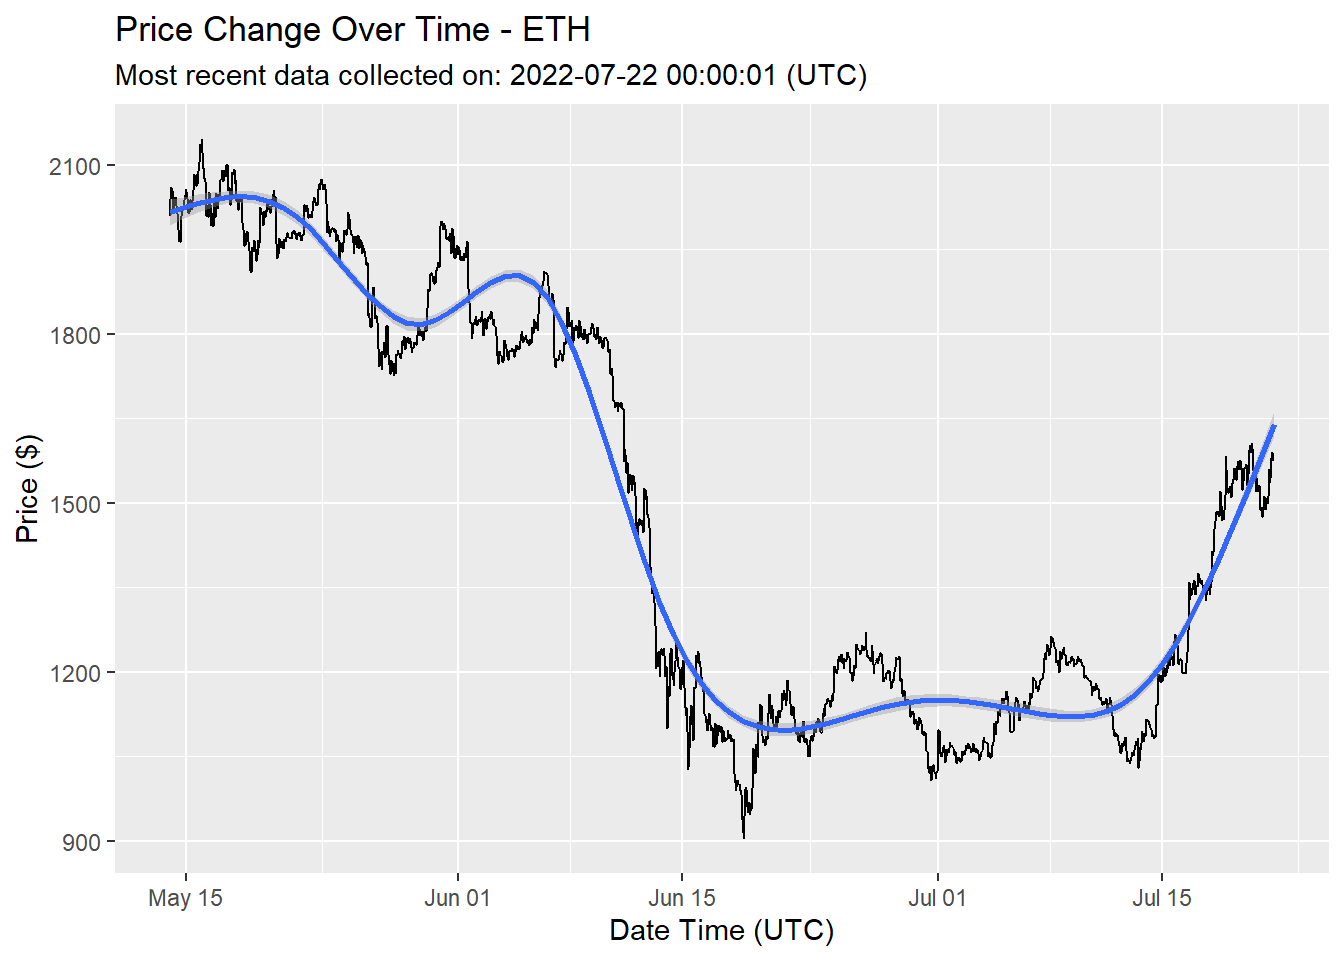 Price Change Over Time - ETH
Most recent data collected on: 2022-07-22 00:00:01 (UTC)
Price ($)
2100
1800
1500
1200
900
May 15
Jun 01
Jun 15
Jul 01
Jul 15
Date Time (UTC)